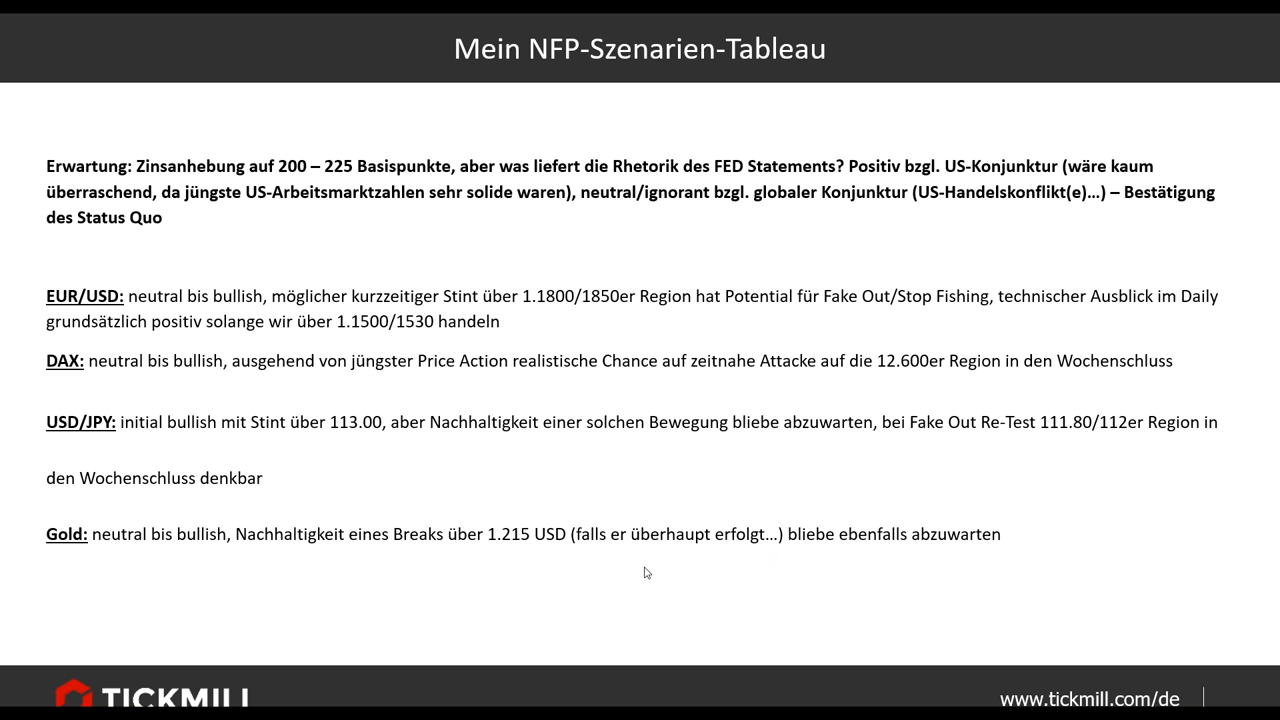 Mein NFP-Szenarien-Tableau
Erwartung: Zinsanhebung auf 200 – 225 Basispunkte, aber was liefert die Rhetorik des FED Statements? Positiv bzgl. US-Konjunktur (wäre kaum
überraschend, da jüngste US-Arbeitsmarktzahlen sehr solide waren), neutral/ignorant bzgl. globaler Konjunktur (US-Handelskonflikt(e)…) – Bestätigung
des Status Quo
EUR/USD: neutral bis bullish, möglicher kurzzeitiger Stint über 1.1800/1850er Region hat Potential für Fake Out/Stop Fishing, technischer Ausblick im Daily
grundsätzlich positiv solange wir über 1.1500/1530 handeln
DAX: neutral bis bullish, ausgehend von jüngster Price Action realistische Chance auf zeitnahe Attacke auf die 12.600er Region in den Wochenschluss
USD/JPY: initial bullish mit Stint über 113.00, aber Nachhaltigkeit einer solchen Bewegung bliebe abzuwarten, bei Fake Out Re-Test 111.80/112er Region in
den Wochenschluss denkbar
Gold: neutral bis bullish, Nachhaltigkeit eines Breaks über 1.215 USD (falls er überhaupt erfolgt…) bliebe ebenfalls abzuwarten
TICKMILL
www.tickmill.com/de